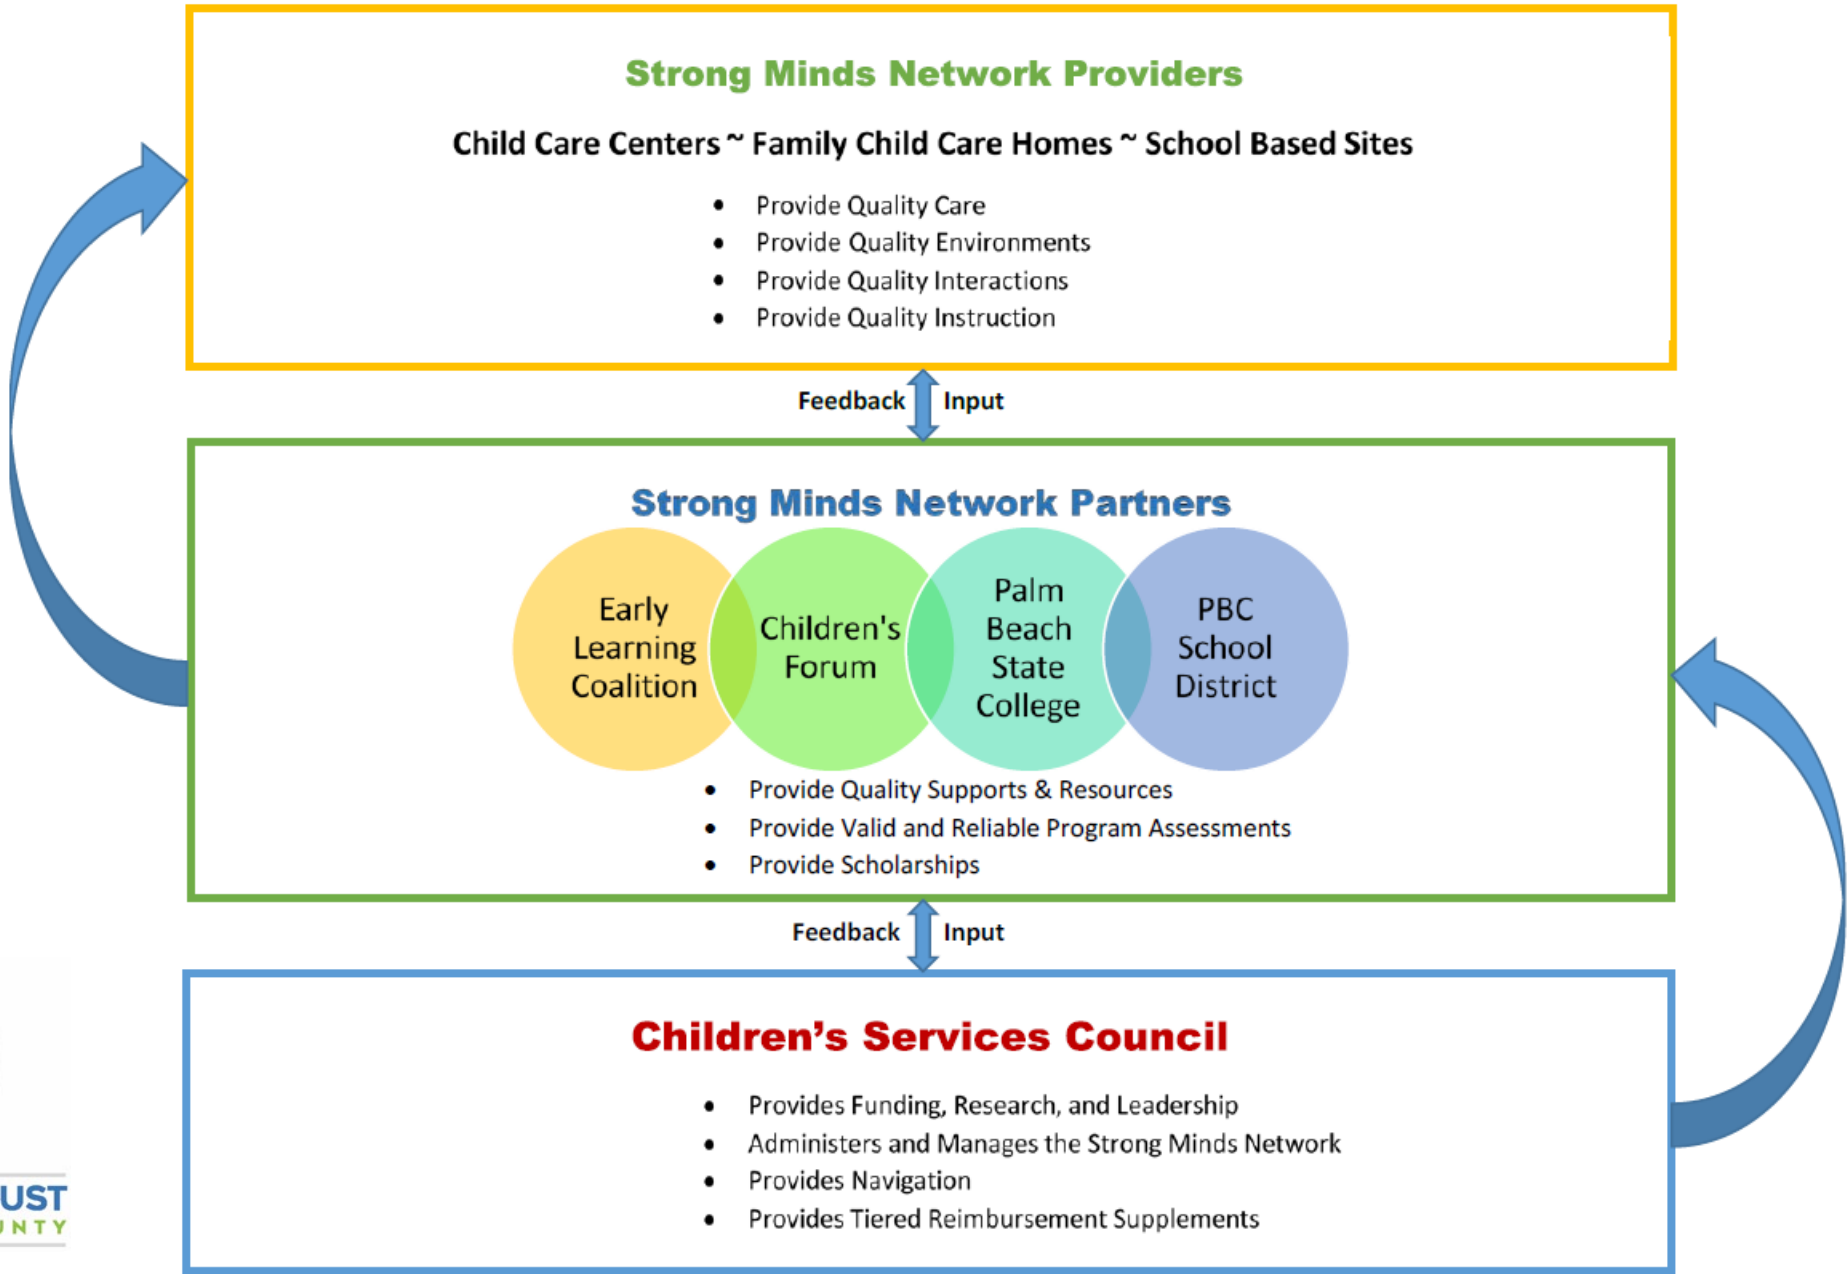 Strong Minds Network Providers
Child Care Centers ~ Family Child Care Homes ~ School Based Sites
• Provide Quality Care
• Provide Quality Environments
• Provide Quality Interactions
• Provide Quality Instruction
Feedback Input
Strong Minds Network Partners
Early
Learning
Coalition
Children's
Forum
Palm
Beach
State
College
PBC
School
District
• Provide Quality Supports & Resources
• Provide Valid and Reliable Program Assessments
• Provide Scholarships
Feedback Input
Children’s Services Council
• Provides Funding, Research, and Leadership
• Administers and Manages the Strong Minds Network
• Provides Navigation
• Provides Tiered Reimbursement Supplements